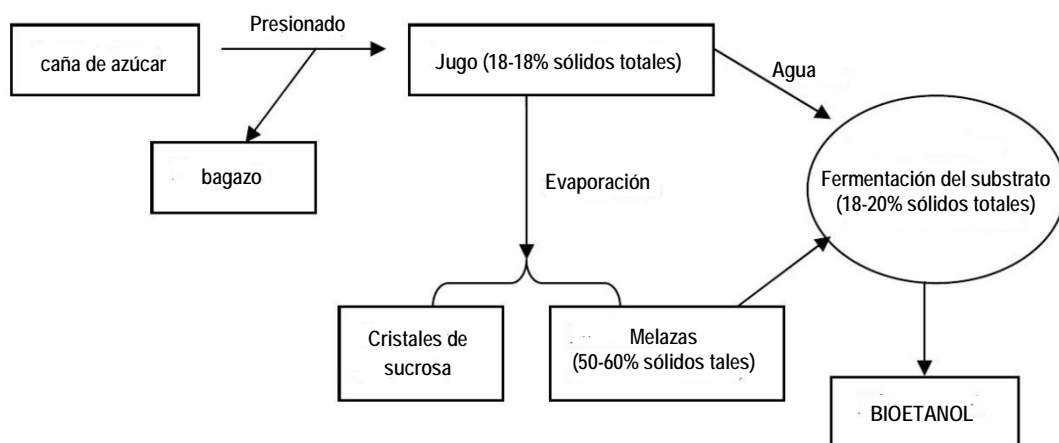 Presionado
caña de azúcar
Jugo (18-18% sólidos totales)
Agua
bagazo
Evaporación
Fermentación del substrato
(18-20% sólidos totales)
Cristales de
sucrosa
Melazas
(50-60% sólidos tales)
BIOETANOL